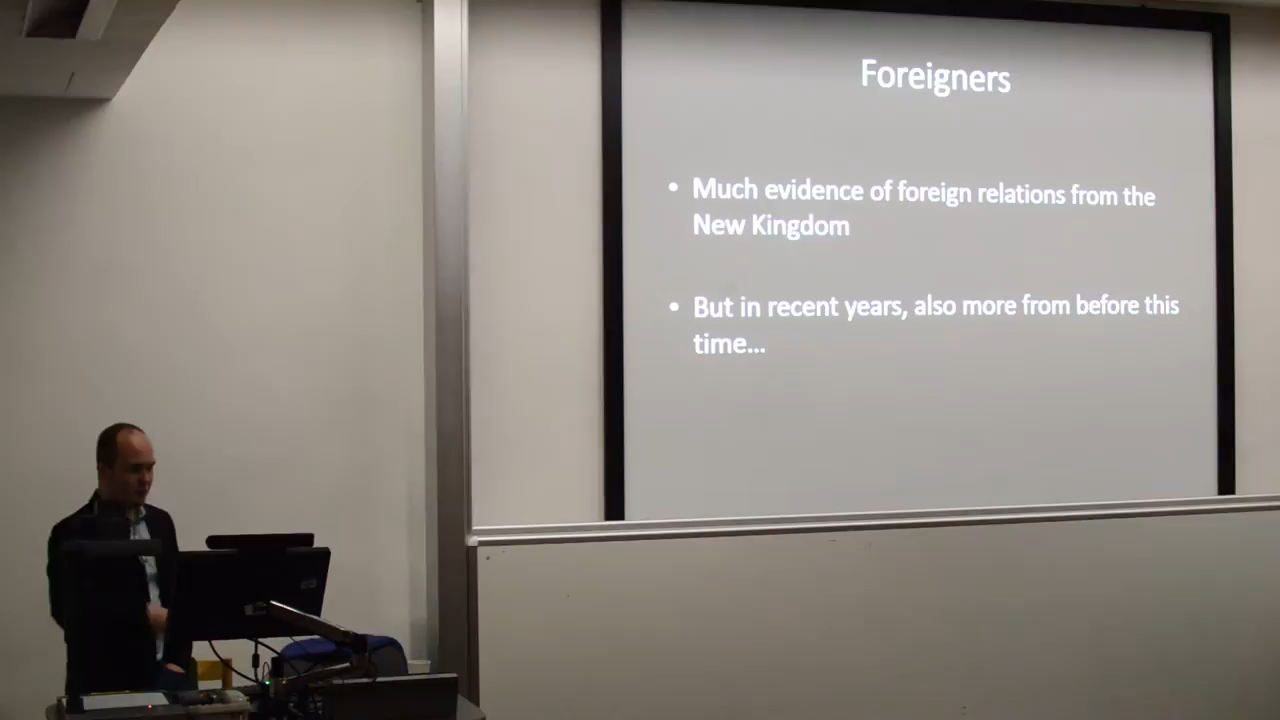 Foreigners
• Much evidence of foreign relations from the
New Kingdom
• But in recent years, also more from before this
time...